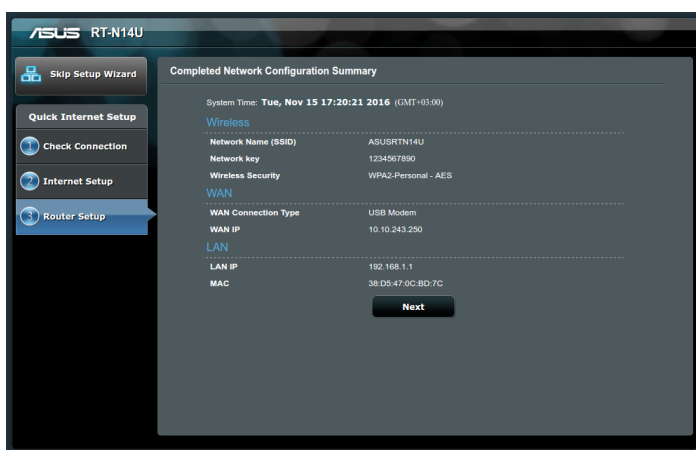 ASUS RT-N14U
Skip Setup Wizard
Quick Internet Setup
1 Check Connection
2 Internet Setup
3 Router Setup
Completed Network Configuration Summary
System Time: Tue, Nov 15 17:20:21 2016 (GMT+03:00)
Wireless
Network Name (SSID) ASUSRTN14U
Network key 1234567890
Wireless Security WPA2-Personal - AES
WAN
WAN Connection Type USB Modem
WAN IP 10.10.243.250
LAN
LAN IP 192.168.1.1
MAC 38:D5:47:0C:BD:7C
Next